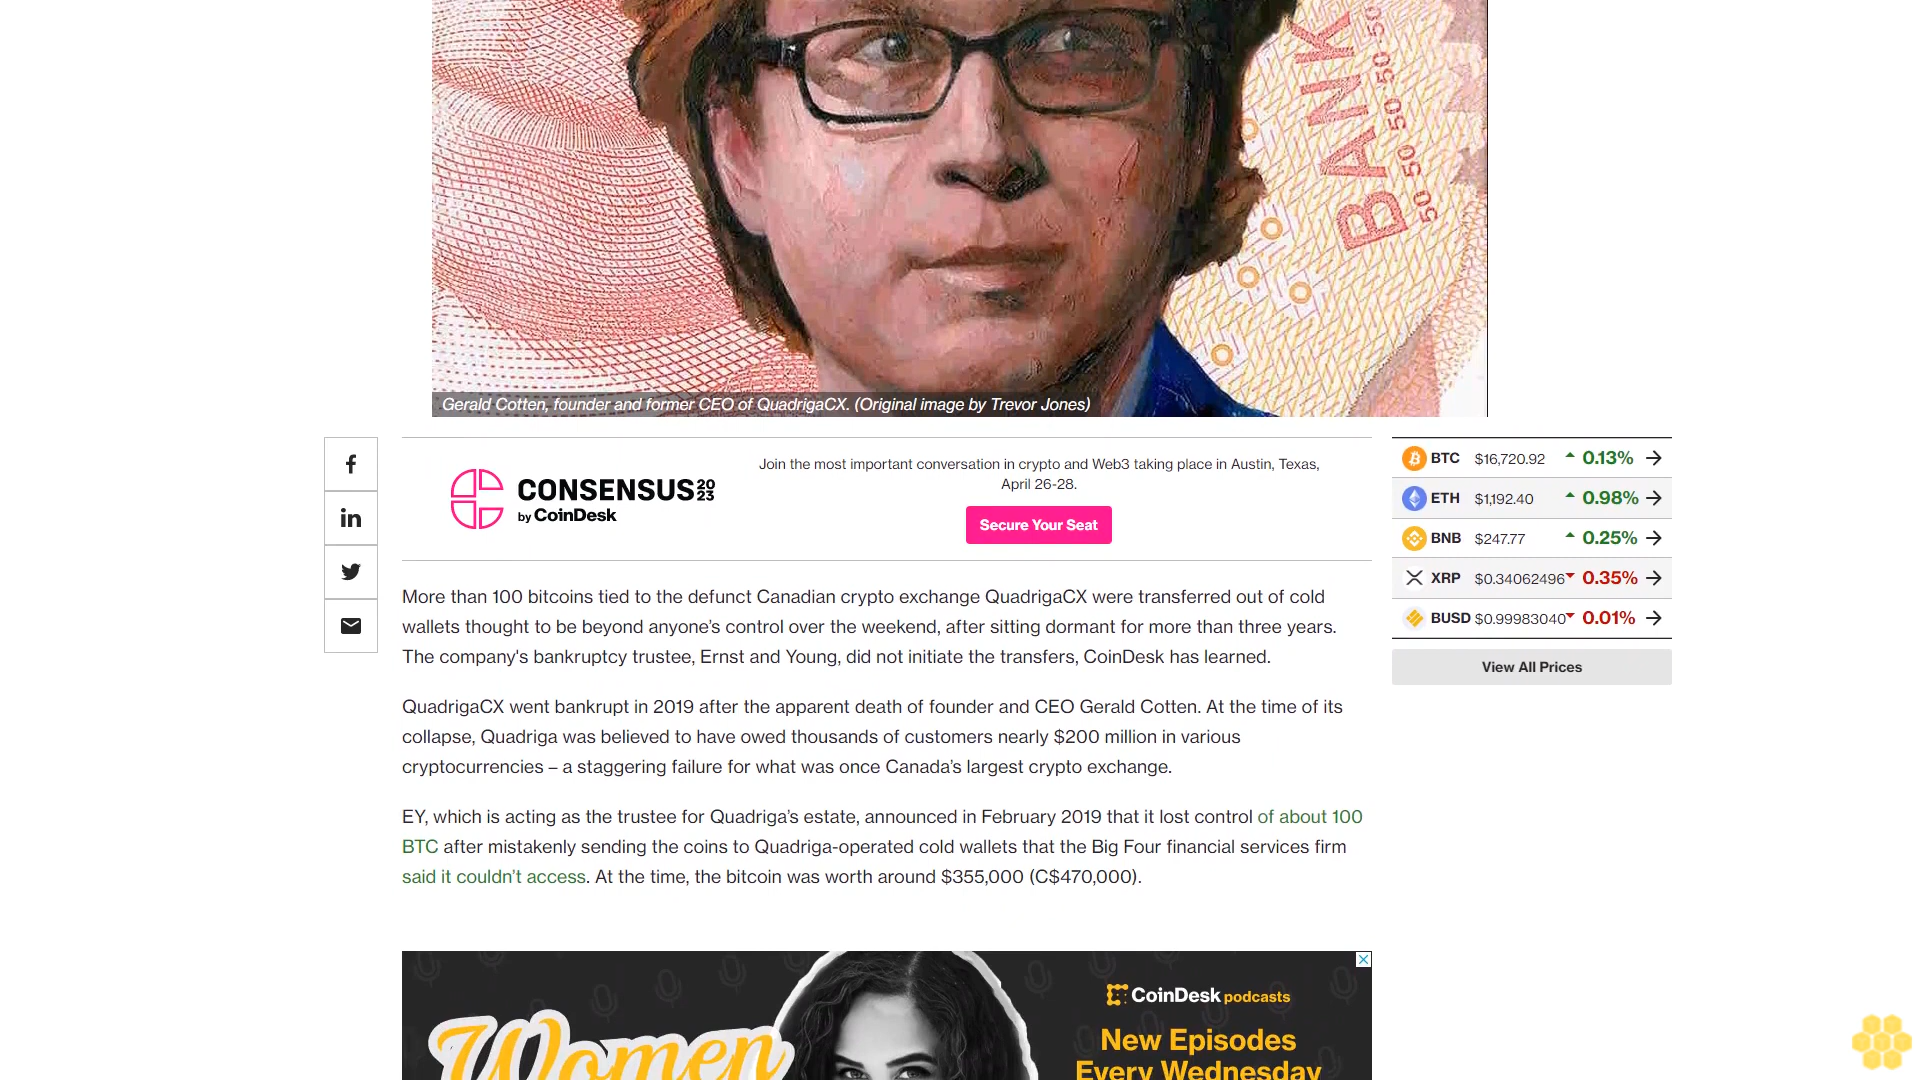 BANK
50 50 50 50
Gerald Cotten, founder and former CEO of QuadrigaCX. (Original image by Trevor Jones)
CONSENSUS 2023
by CoinDesk
Join the most important conversation in crypto and Web3 taking place in Austin, Texas,
April 26-28.
Secure Your Seat
BTC $16,720.92 0.13%
ETH $1,192.40 0.98%
BNB $247.77 0.25%
XRP $0.34062496 0.35%
BUSD $0.99983040 0.01%
View All Prices
More than 100 bitcoins tied to the defunct Canadian crypto exchange QuadrigaCX were transferred out of cold
wallets thought to be beyond anyone’s control over the weekend, after sitting dormant for more than three years.
The company's bankruptcy trustee, Ernst and Young, did not initiate the transfers, CoinDesk has learned.
QuadrigaCX went bankrupt in 2019 after the apparent death of founder and CEO Gerald Cotten. At the time of its
collapse, Quadriga was believed to have owed thousands of customers nearly $200 million in various
cryptocurrencies – a staggering failure for what was once Canada’s largest crypto exchange.
EY, which is acting as the trustee for Quadriga’s estate, announced in February 2019 that it lost control of about 100
BTC after mistakenly sending the coins to Quadriga-operated cold wallets that the Big Four financial services firm
said it couldn’t access. At the time, the bitcoin was worth around $355,000 (C$470,000).
Women
CoinDesk podcasts
New Episodes
Every Wednesday